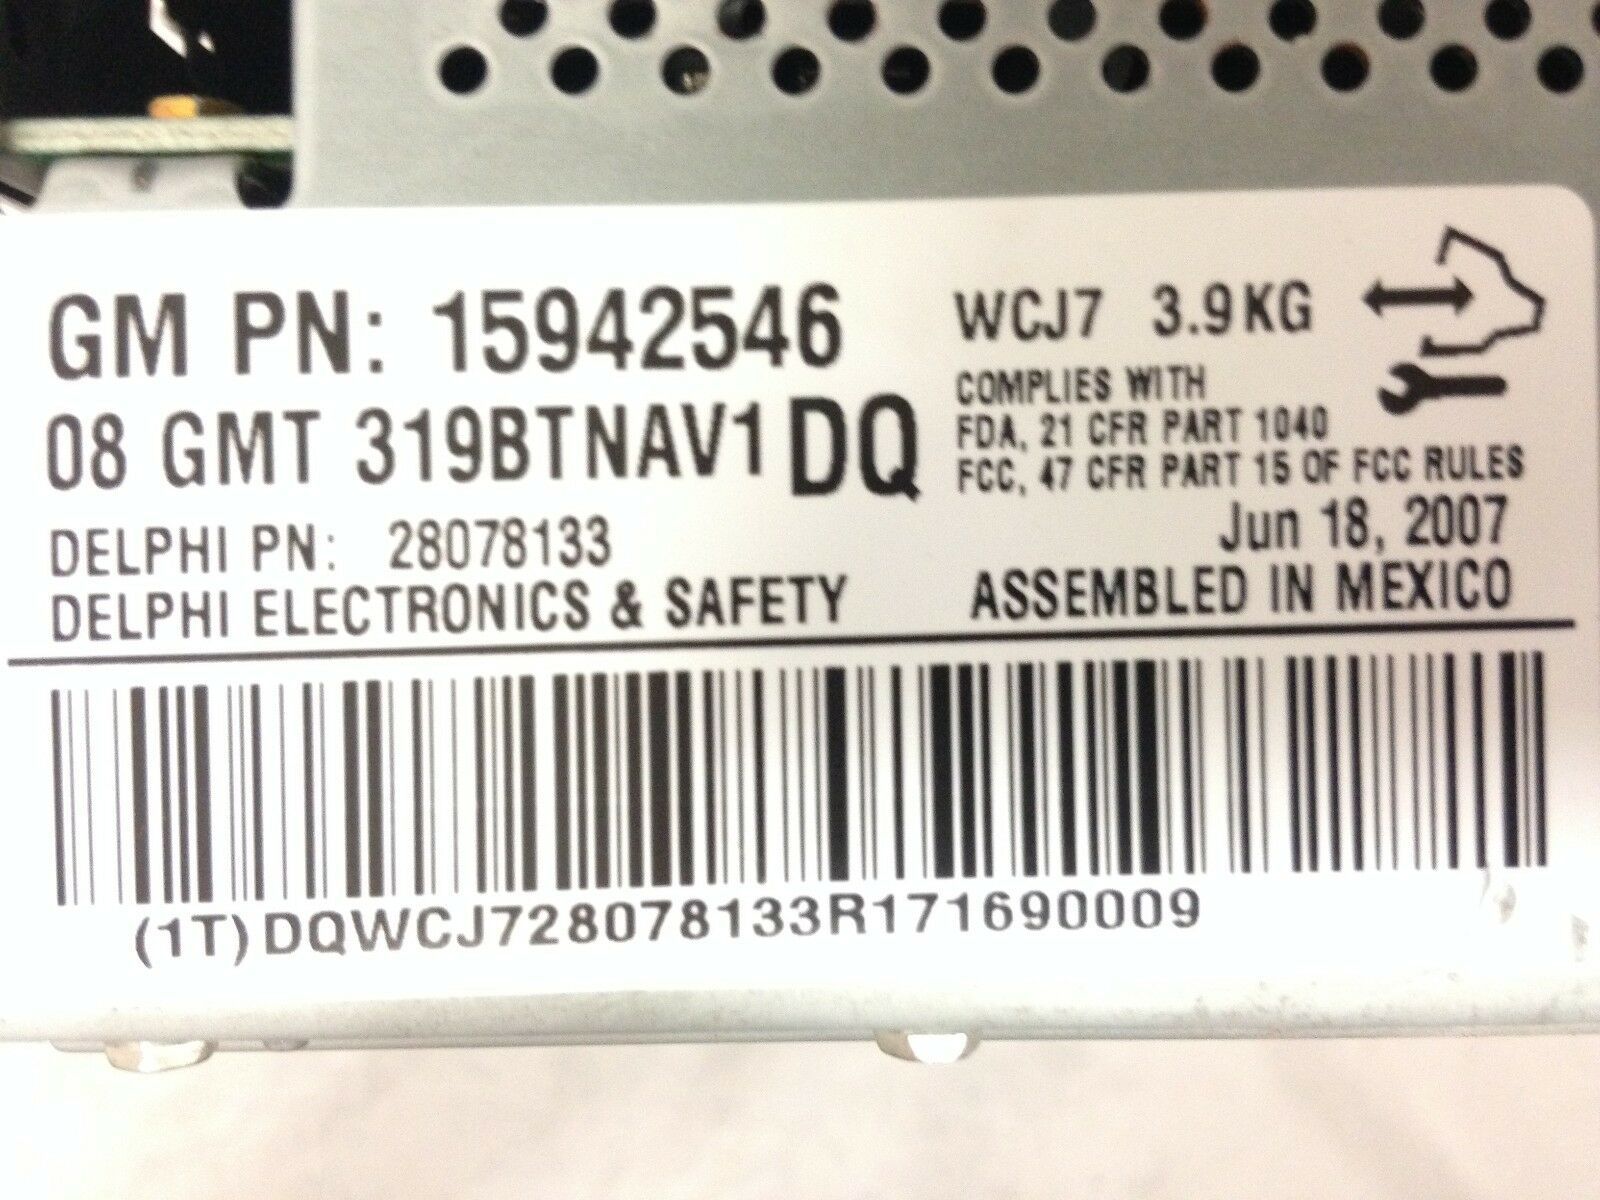 GM PN: 15942546
08 GMT 319BTNAV1 DQ
DELPHI PN: 28078133
DELPHI ELECTRONICS & SAFETY
WCJ7 3.9KG
COMPLIES WITH
FDA, 21 CFR PART 1040
FCC, 47 CFR PART 15 OF FCC RULES
Jun 18, 2007
ASSEMBLED IN MEXICO
(1T)DQWCJ728078133R171690009